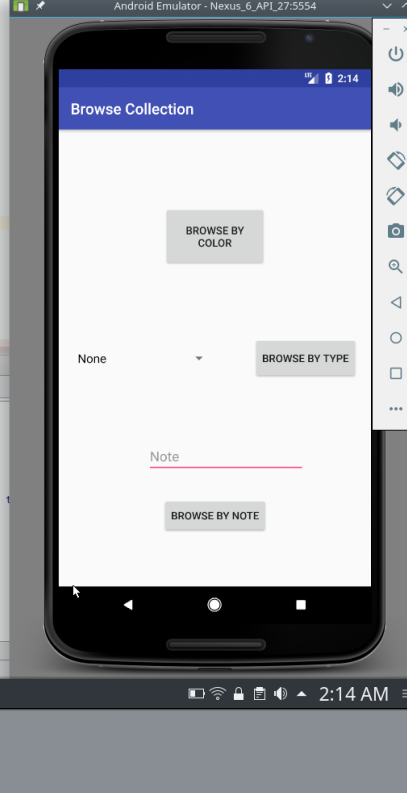 Android Emulator - Nexus_6_API_27:5554
LTE 2:14
Browse Collection
BROWSE BY
COLOR
None
BROWSE BY TYPE
Note
BROWSE BY NOTE
t
2:14 AM